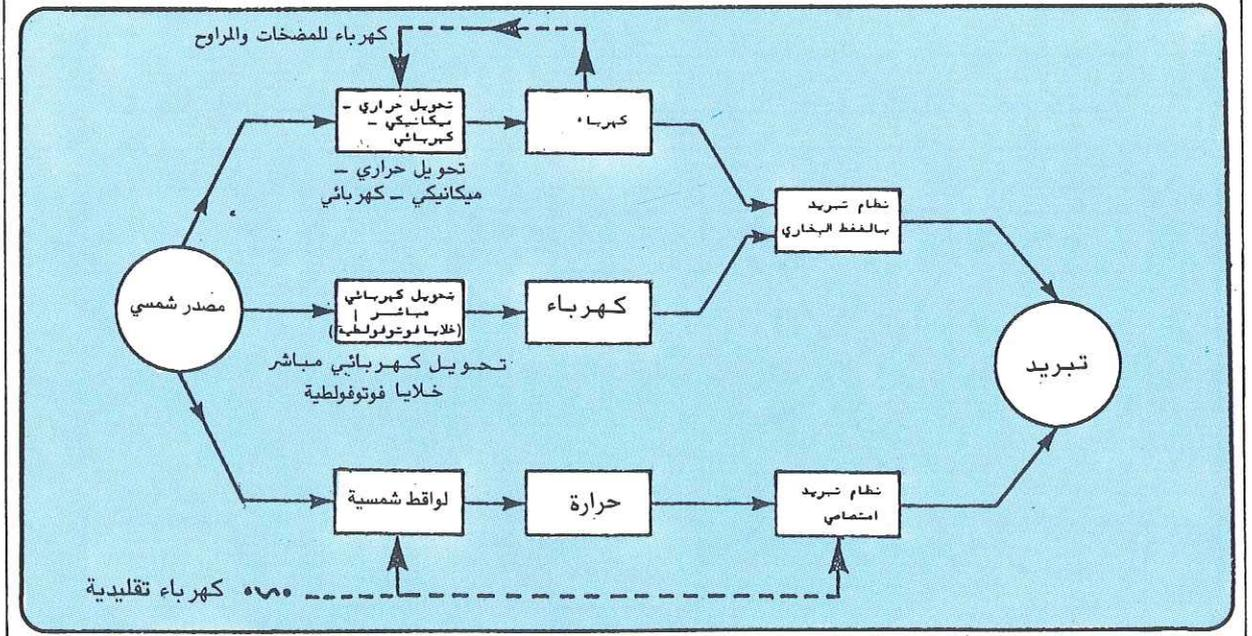 كهرباء للمضخات والمراوح
تحويل حراري –
ميكانيكي –
كهربائي
كهرباء
تحويل حراري –
ميكانيكي – كهربائي
نظام تبريد
بالضغط البخاري
مصدر شمسي
تحويل كهربائي
مباشر
(خلايا فوتوفولطية)
كهرباء
تحويل كهربائي مباشر
خلايا فوتوفولطية
تبريد
لواقط شمسية
حرارة
نظام تبريد
امتصاصي
كهرباء تقليدية